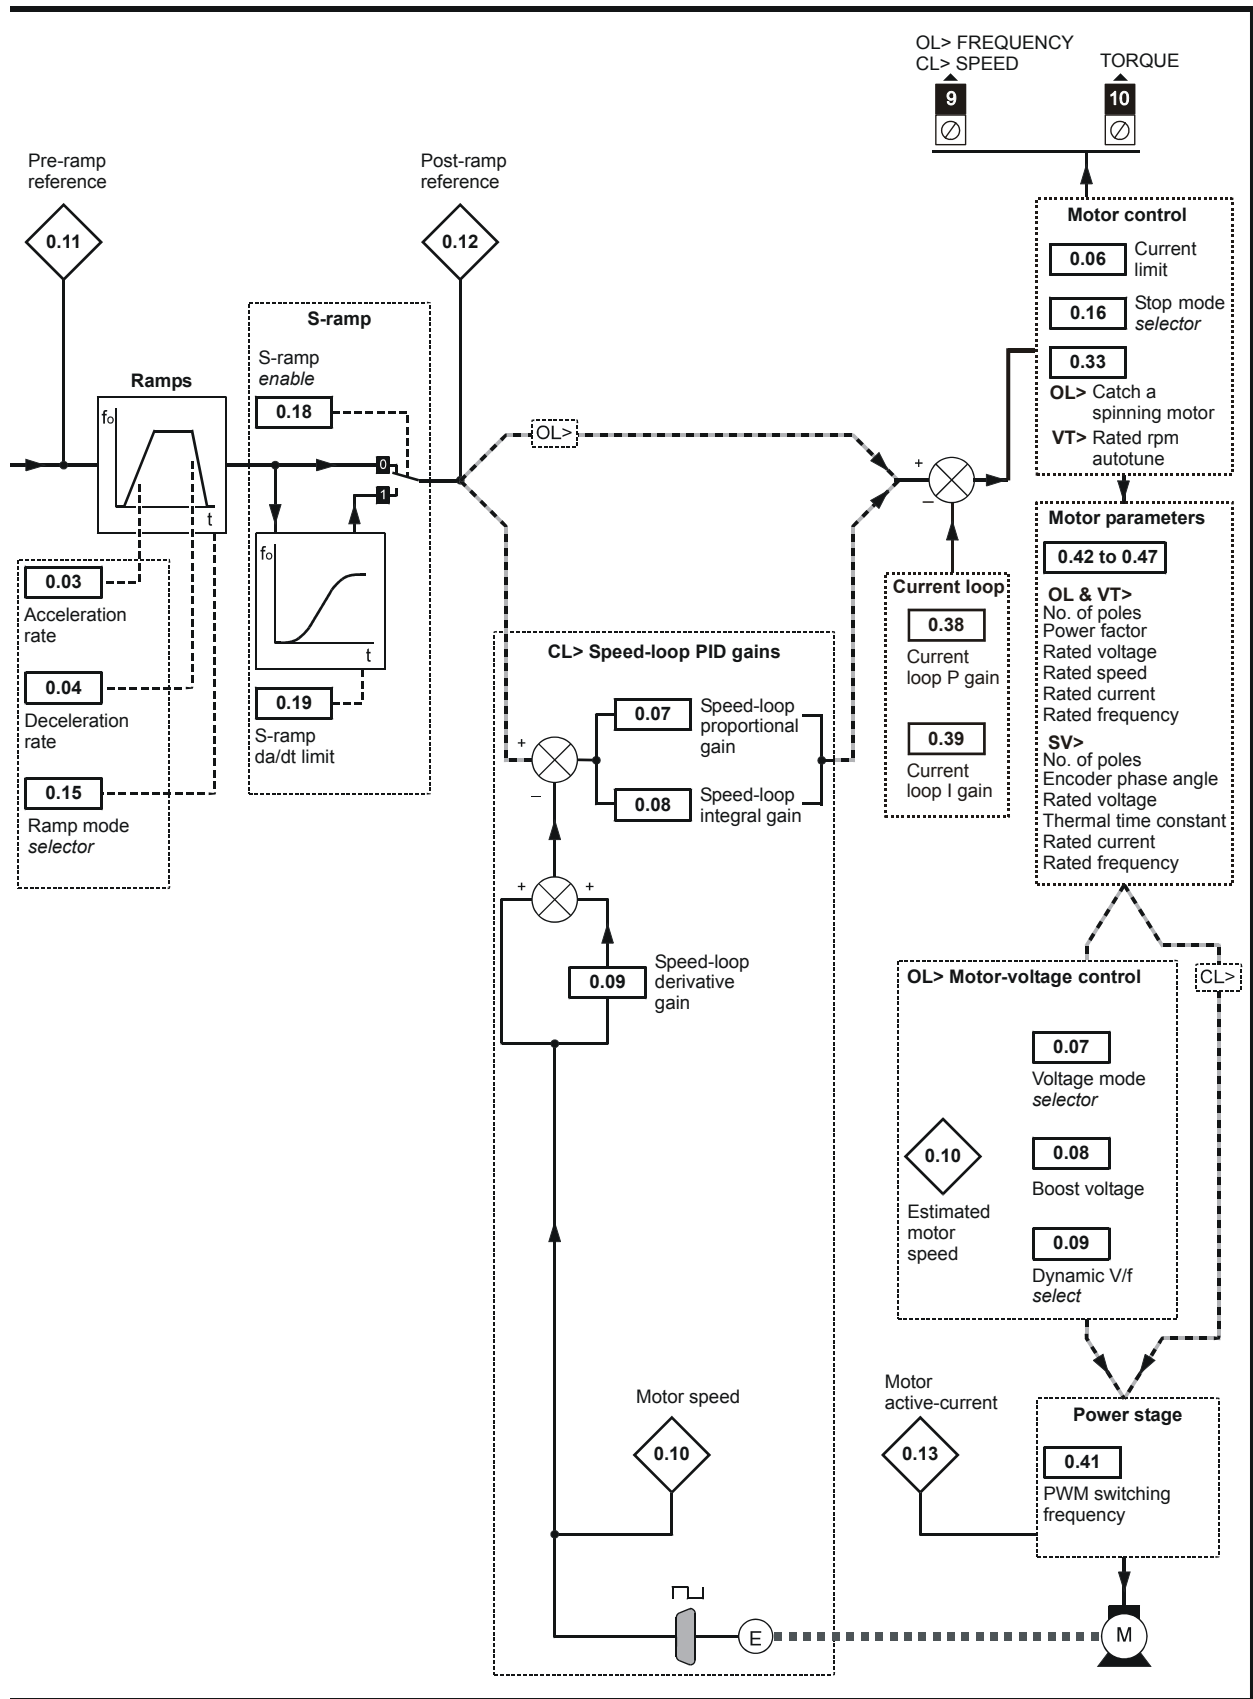 OL> FREQUENCY
CL> SPEED
TORQUE
9
10
Pre-ramp
reference
0.11
Post-ramp
reference
0.12
Ramps
fo
t
0.03
Acceleration
rate
0.04
Deceleration
rate
0.15
Ramp mode
selector
S-ramp
S-ramp
enable
0.18
0
1
fo
t
0.19
S-ramp
da/dt limit
OL>
+
–
Current loop
0.38
Current
loop P gain
0.39
Current
loop I gain
Motor control
0.06
Current
limit
0.16
Stop mode
selector
0.33
OL> Catch a
spinning motor
VT> Rated rpm
autotune
Motor parameters
0.42 to 0.47
OL & VT>
No. of poles
Power factor
Rated voltage
Rated speed
Rated current
Rated frequency
SV>
No. of poles
Encoder phase angle
Rated voltage
Thermal time constant
Rated current
Rated frequency
CL> Speed-loop PID gains
+
–
0.07
Speed-loop
proportional
gain
0.08
Speed-loop
integral gain
+ +
0.09
Speed-loop
derivative
gain
Motor speed
0.10
E
OL> Motor-voltage control
CL>
0.07
Voltage mode
selector
0.10
Estimated
motor
speed
0.08
Boost voltage
0.09
Dynamic V/f
select
Motor
active-current
0.13
Power stage
0.41
PWM switching
frequency
M